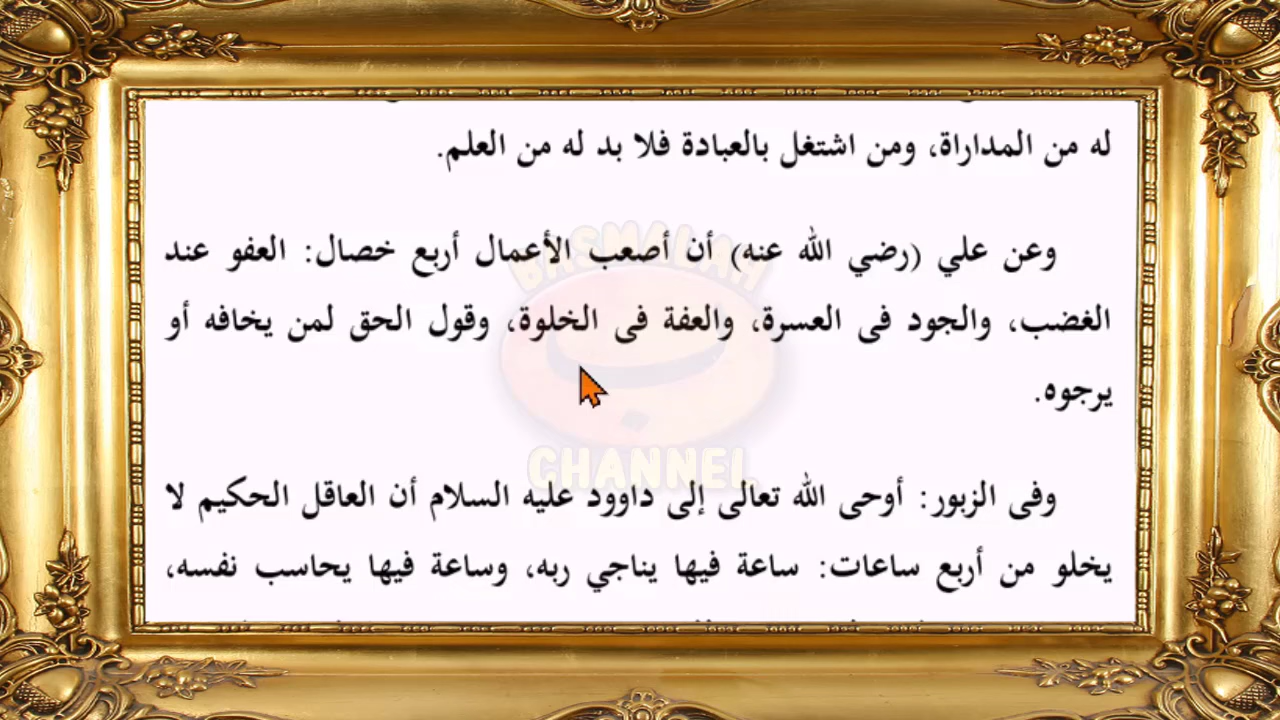 له من المداراة، ومن اشتغل بالعبادة فلا بد له من العلم.
وعن علي (رضي الله عنه) أن أصعب الأعمال أربع خصال: العفو عند
الغضب، والجود فى العسرة، والعفة فى الخلوة، وقول الحق لمن يخافه أو
يرجوه.
وفى الزبور: أوحى الله تعالى إلى داوود عليه السلام أن العاقل الحكيم لا
يخلو من أربع ساعات: ساعة فيها يناجي ربه، وساعة فيها يحاسب نفسه،
BASMALAH
CHANNEL